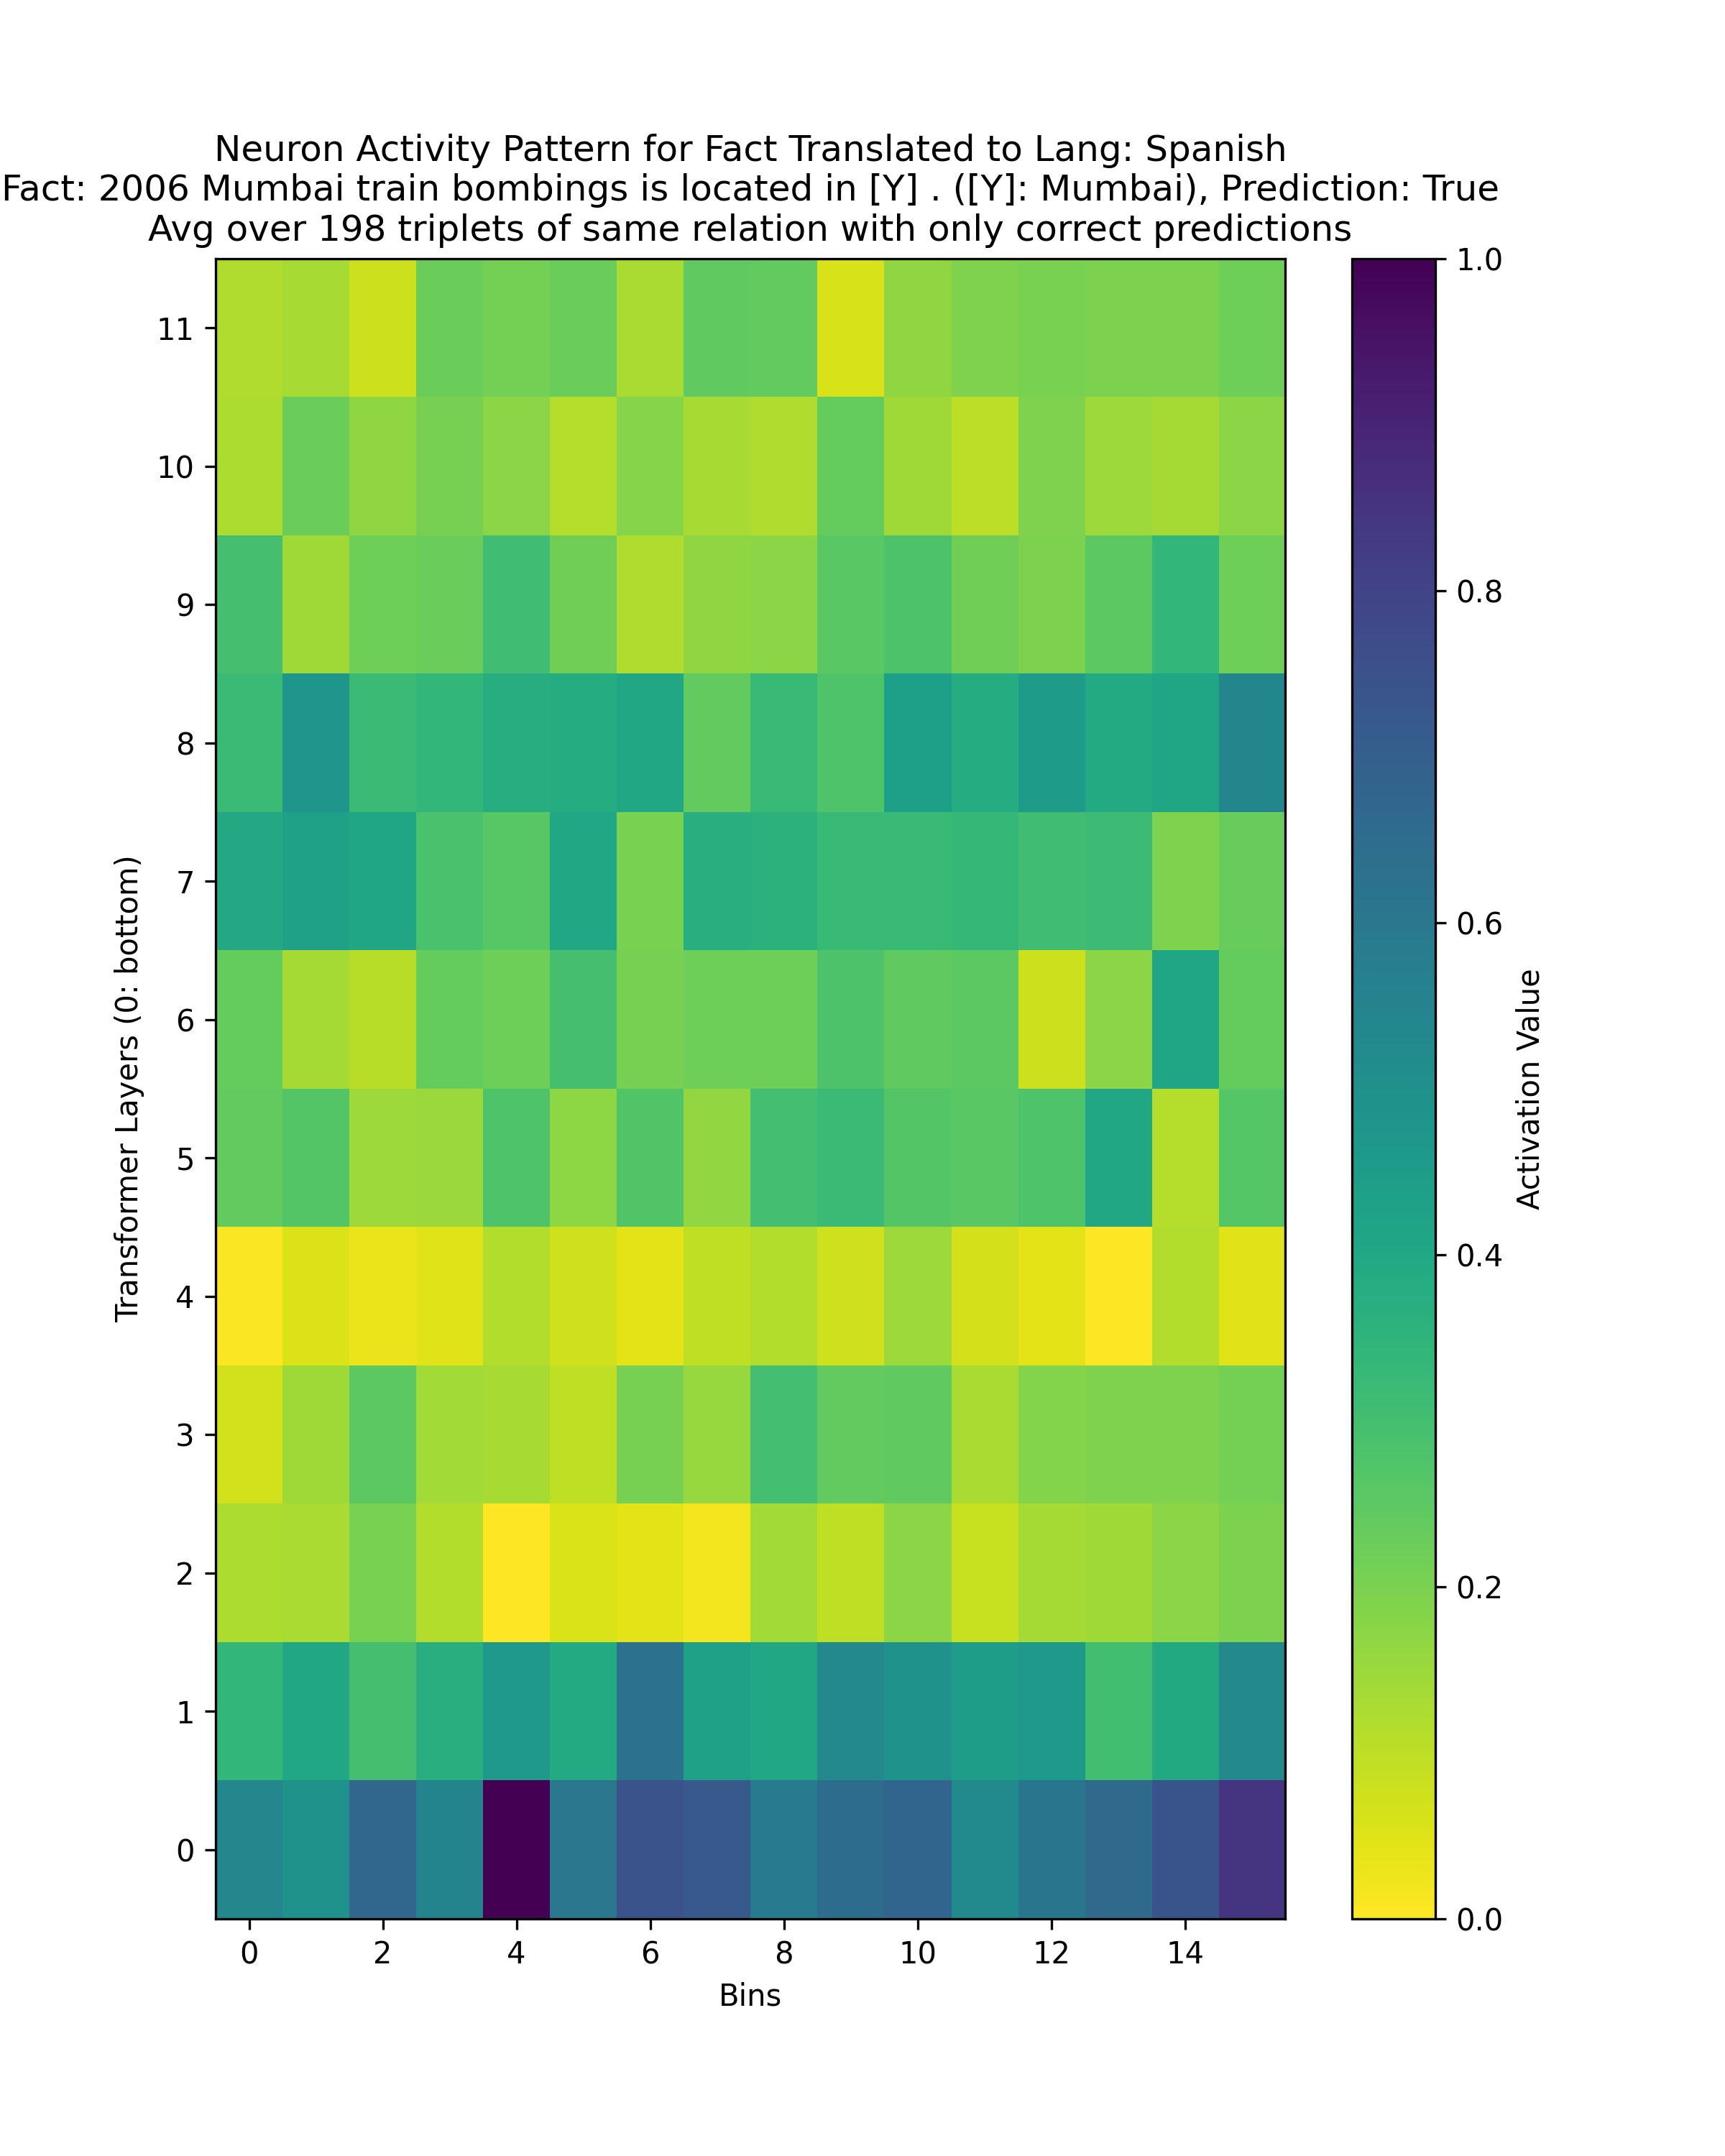 Neuron Activity Pattern for Fact Translated to Lang: Spanish
Fact: 2006 Mumbai train bombings is located in [Y] . ([Y]: Mumbai), Prediction: True
Avg over 198 triplets of same relation with only correct predictions
Transformer Layers (0: bottom)
11
10
9
8
7
6
5
4
3
2
1
0
0 2 4 6 8 10 12 14
Bins
1.0
0.8
0.6
0.4
0.2
0.0
Activation Value